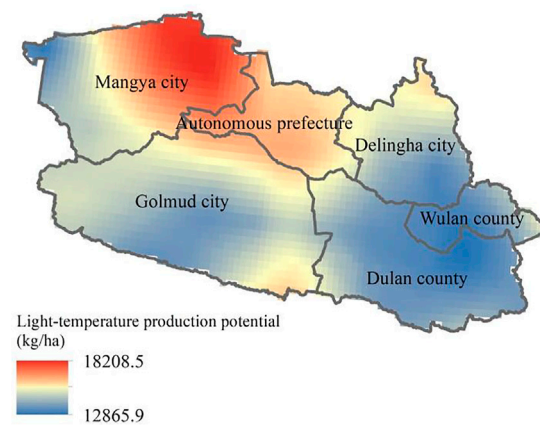 Mangya city
Autonomous prefecture
Delingha city
Golmud city
Wulan county
Dulan county
Light-temperature production potential
(kg/ha)
18208.5
12865.9